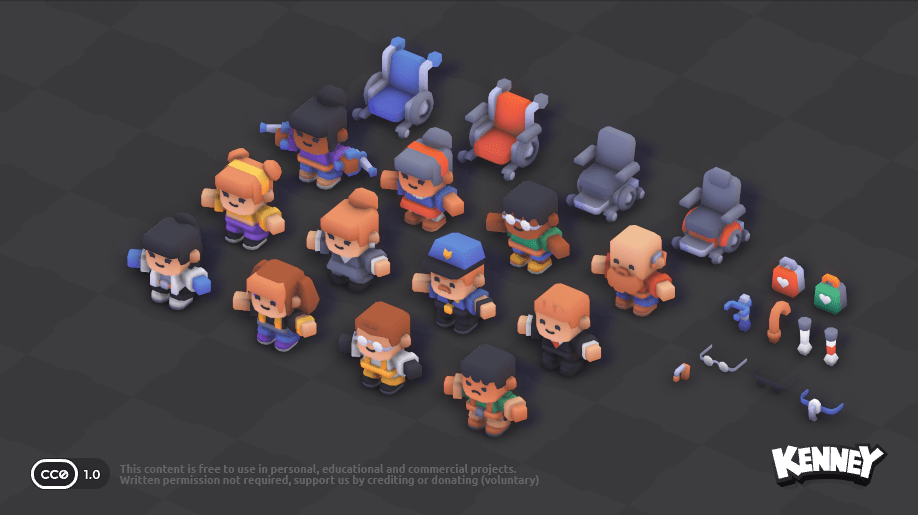 CC0 1.0
This content is free to use in personal, educational and commercial projects.
Written permission not required, support us by crediting or donating (voluntary)
KENNEY